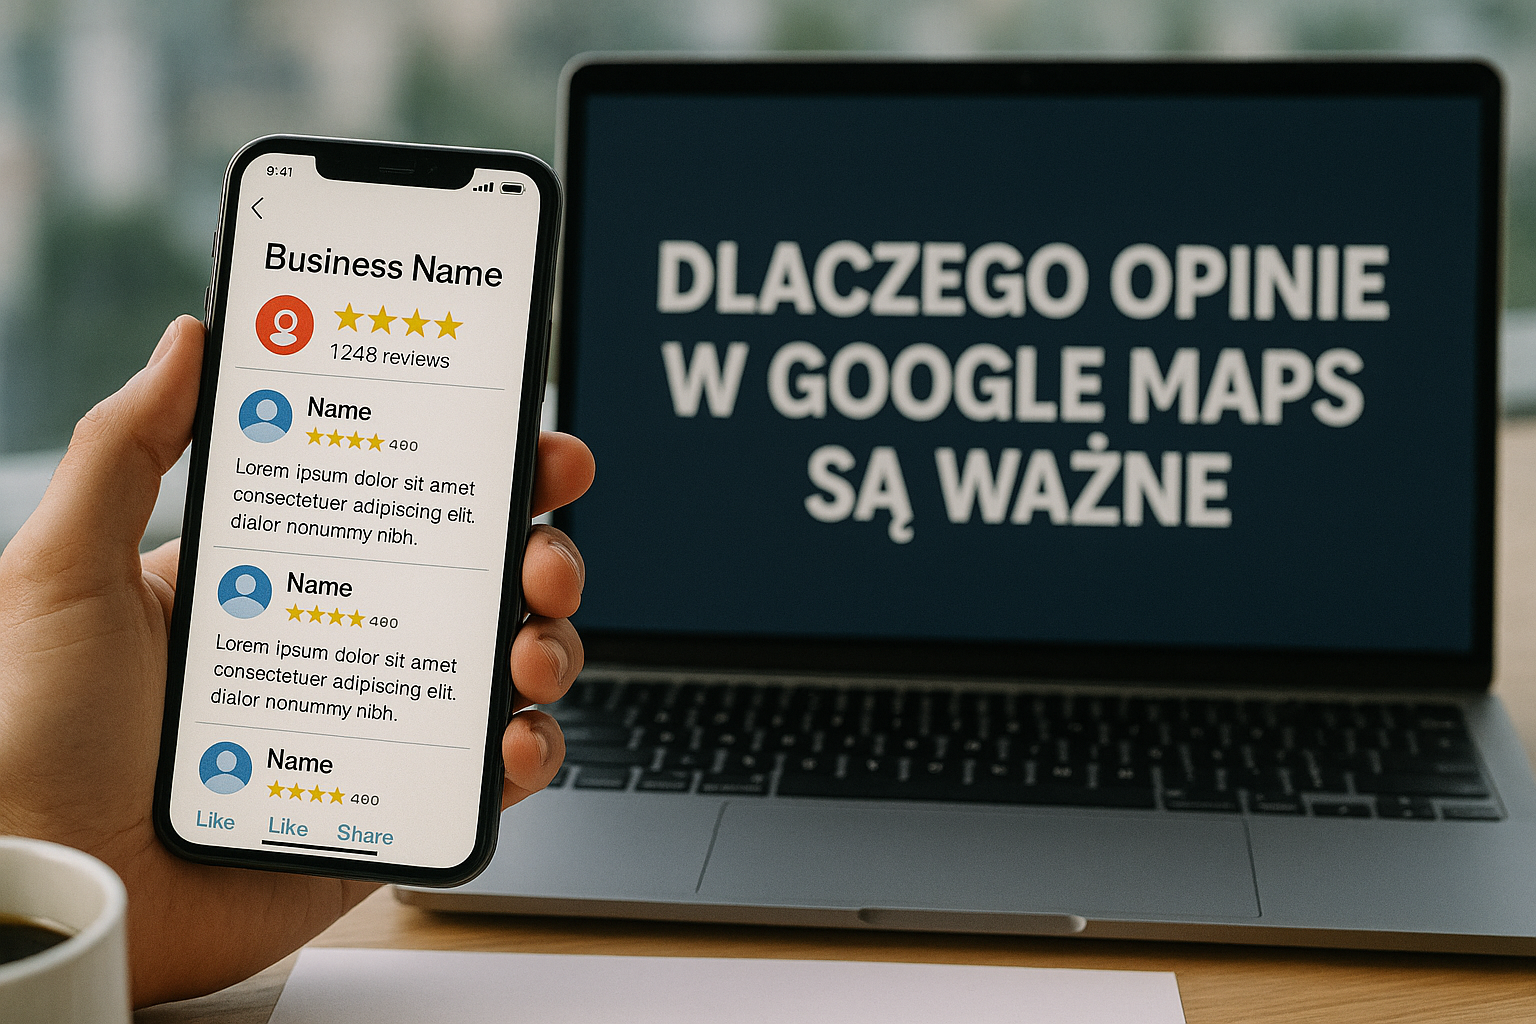 9:41
Business Name
1248 reviews
Name
400
Lorem ipsum dolor sit amet
consectetuer adipiscing elit.
dialor nonummy nibh.
Name
400
Lorem ipsum dolor sit amet
consectetuer adipiscing elit.
dialor nonummy nibh.
Name
400
Like Like Share
DLACZEGO OPINIE
W GOOGLE MAPS
SĄ WAŻNE